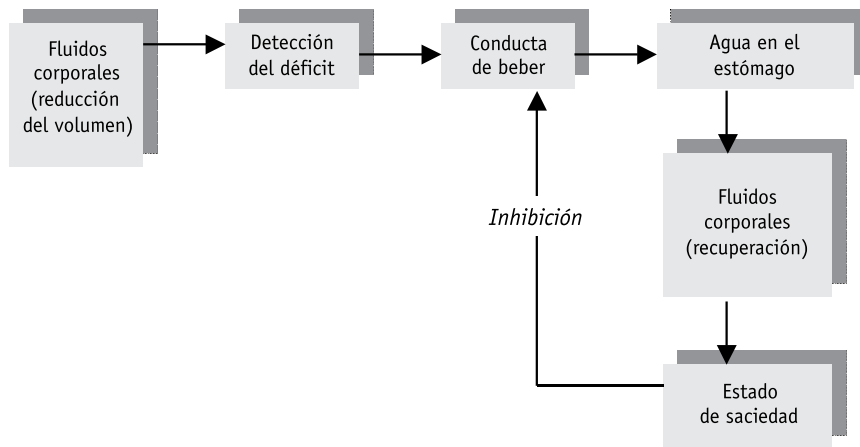 Fluidos
corporales
(reducción
del volumen)
Detección
del déficit
Conducta
de beber
Agua en el
estómago
Inhibición
Fluidos
corporales
(recuperación)
Estado
de saciedad